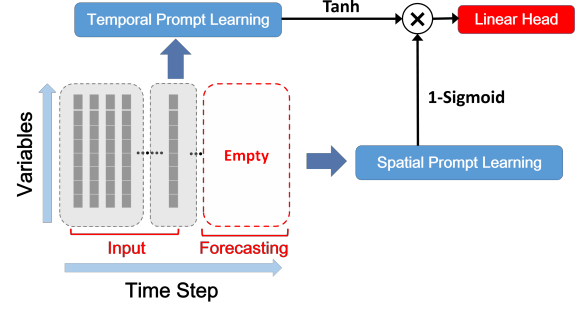 Temporal Prompt Learning
Tanh
Linear Head
1-Sigmoid
Variables
Empty
Spatial Prompt Learning
Input
Forecasting
Time Step